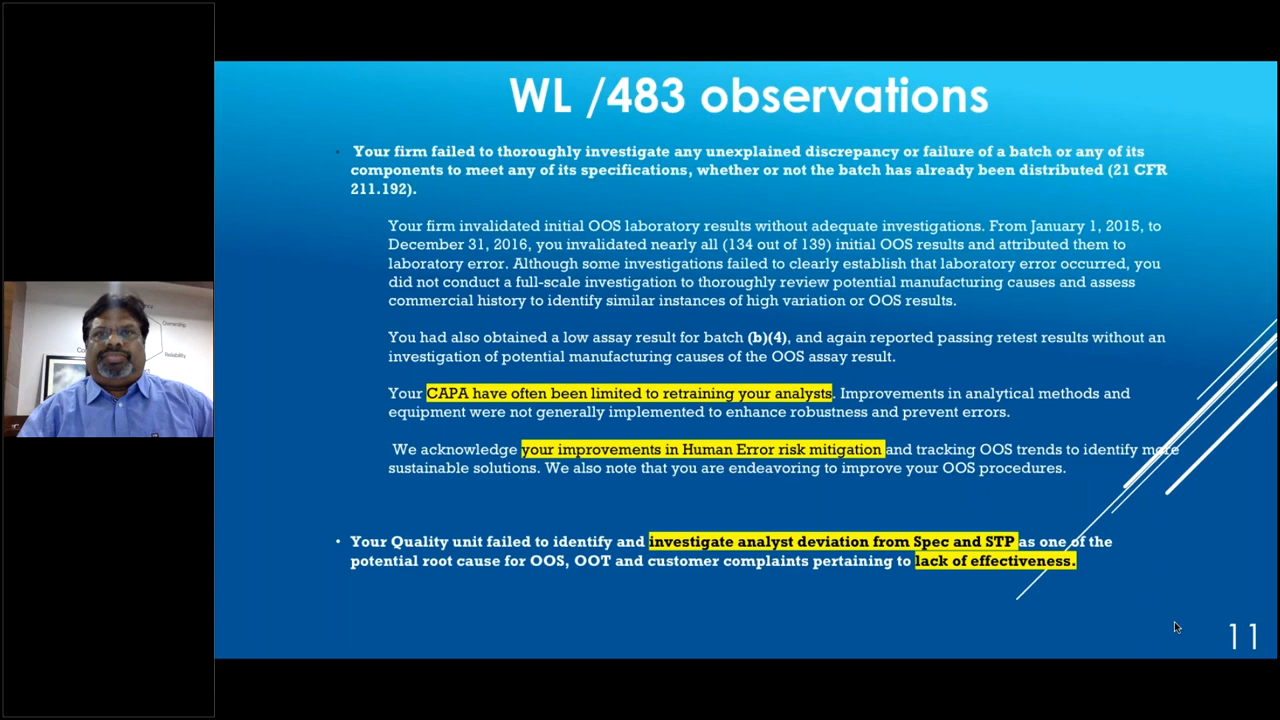 WL /483 observations
• Your firm failed to thoroughly investigate any unexplained discrepancy or failure of a batch or any of its
components to meet any of its specifications, whether or not the batch has already been distributed (21 CFR
211.192).
Your firm invalidated initial OOS laboratory results without adequate investigations. From January 1, 2015, to
December 31, 2016, you invalidated nearly all (134 out of 139) initial OOS results and attributed them to
laboratory error. Although some investigations failed to clearly establish that laboratory error occurred, you
did not conduct a full-scale investigation to thoroughly review potential manufacturing causes and assess
commercial history to identify similar instances of high variation or OOS results.
You had also obtained a low assay result for batch (b)(4), and again reported passing retest results without an
investigation of potential manufacturing causes of the OOS assay result.
Your CAPA have often been limited to retraining your analysts. Improvements in analytical methods and
equipment were not generally implemented to enhance robustness and prevent errors.
We acknowledge your improvements in Human Error risk mitigation and tracking OOS trends to identify more
sustainable solutions. We also note that you are endeavoring to improve your OOS procedures.
• Your Quality unit failed to identify and investigate analyst deviation from Spec and STP as one of the
potential root cause for OOS, OOT and customer complaints pertaining to lack of effectiveness.
11
Ownership
Reliability